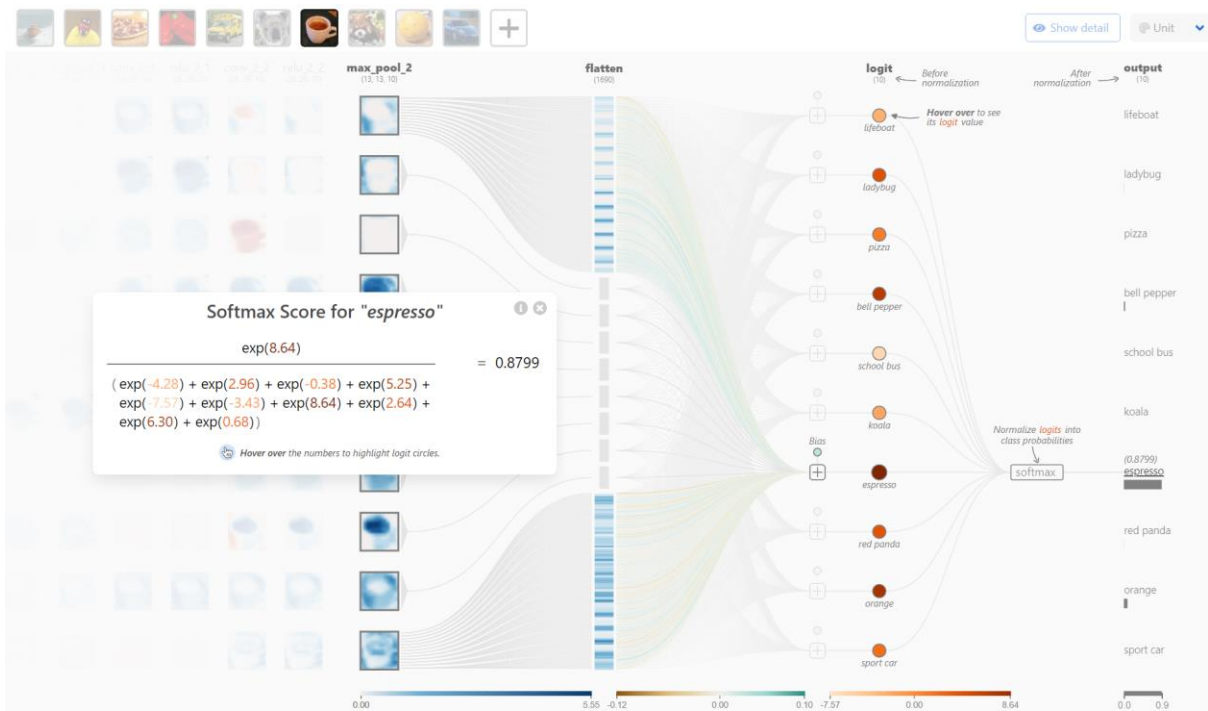 Show detail
Unit
max_pool_2
(13, 13, 10)
flatten
(1690)
logit
(10)
Before
normalization
After
normalization
output
(10)
Hover over to see
its logit value
lifeboat
lifeboat
ladybug
ladybug
pizza
pizza
bell pepper
bell pepper
school bus
school bus
koala
koala
Softmax Score for "espresso"
exp(8.64)
= 0.8799
(exp(-4.28) + exp(2.96) + exp(-0.38) + exp(5.25) +
exp(-7.57) + exp(-3.43) + exp(8.64) + exp(2.64) +
exp(6.30) + exp(0.68))
Hover over the numbers to highlight logit circles.
Normalize logits into
class probabilities
Bias
softmax
(0.8799)
espresso
espresso
red panda
red panda
orange
orange
sport car
sport car
0.00
5.55
-0.12
0.00
0.10
-7.57
0.00
8.64
0.0
0.9